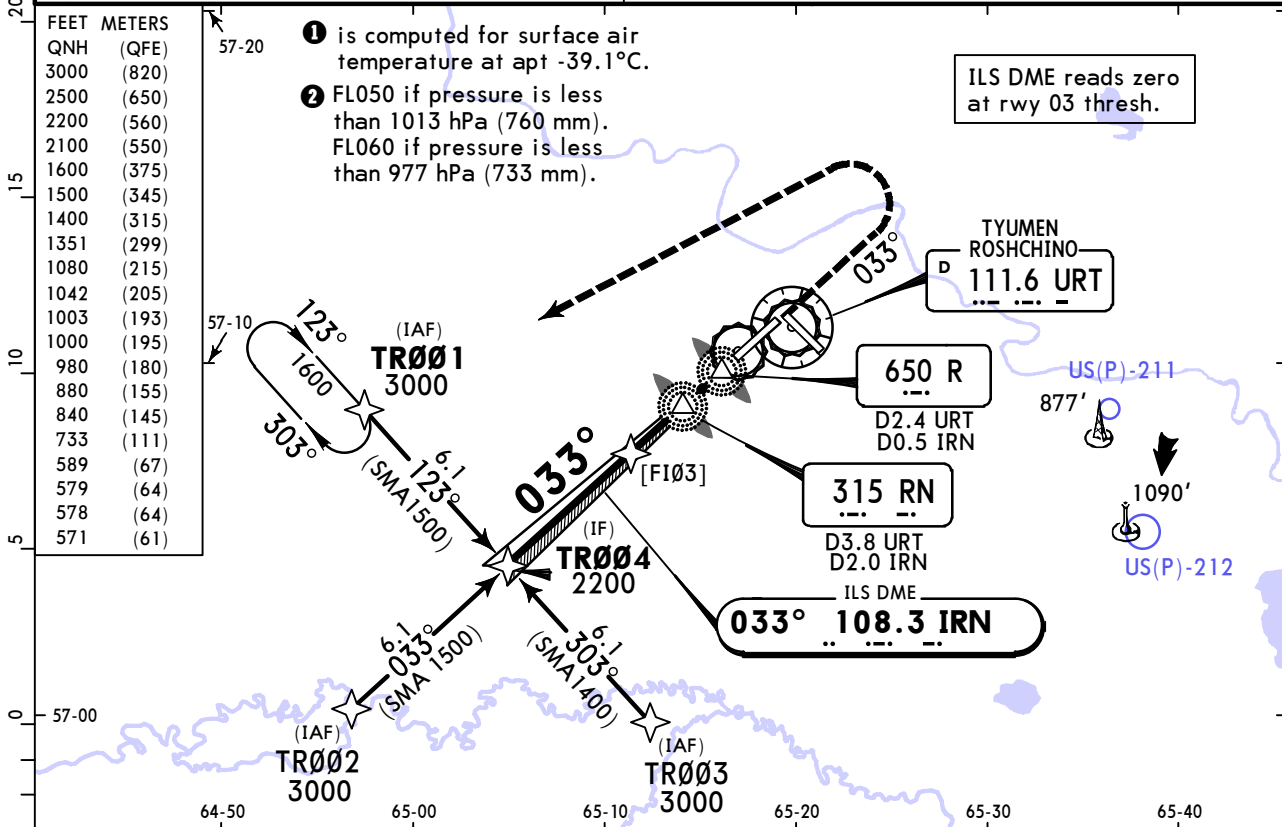 FEET METERS
QNH (QFE)
3000 (820)
2500 (650)
2200 (560)
2100 (550)
1600 (375)
1500 (345)
1400 (315)
1351 (299)
1080 (215)
1042 (205)
1003 (193)
1000 (195)
980 (180)
880 (155)
840 (145)
733 (111)
589 (67)
579 (64)
578 (64)
571 (61)
20
15
10
5
0
57-20
57-10
57-00
1 is computed for surface air
temperature at apt -39.1°C.
2 FL050 if pressure is less
than 1013 hPa (760 mm).
FL060 if pressure is less
than 977 hPa (733 mm).
ILS DME reads zero
at rwy 03 thresh.
033°
TYUMEN
ROSHCHINO
D 111.6 URT
123°
1600
303°
(IAF)
TRØØ1
3000
6.1
123°
(SMA1500)
033°
[FIØ3]
650 R
D2.4 URT
D0.5 IRN
315 RN
D3.8 URT
D2.0 IRN
US(P)-211
877'
1090'
US(P)-212
(IF)
TRØØ4
2200
ILS DME
033° 108.3 IRN
6.1
033°
(SMA 1500)
6.1
303°
(SMA1400)
(IAF)
TRØØ2
3000
(IAF)
TRØØ3
3000
64-50 65-00 65-10 65-20 65-30 65-40